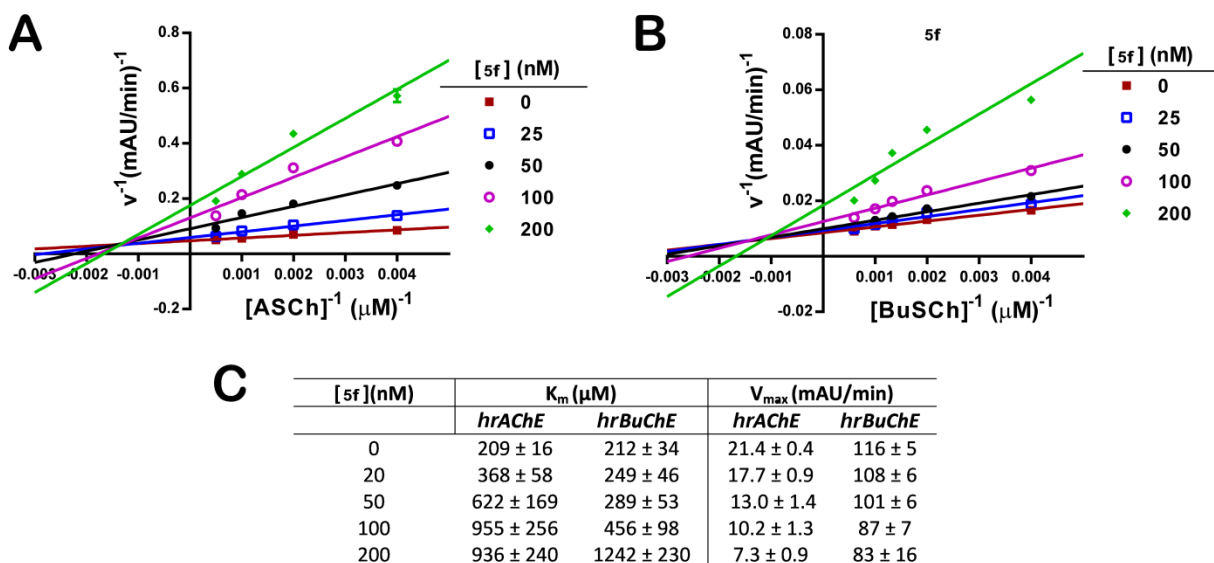 A
v⁻¹(mAU/min)⁻¹
0.8
0.6
0.4
0.2
-0.003 -0.002 -0.001 0.001 0.002 0.003 0.004
-0.2
[ASCh]⁻¹ (μM)⁻¹
[5f] (nM)
0
25
50
100
200
B
5f
v⁻¹(mAU/min)⁻¹
0.08
0.06
0.04
0.02
-0.003 -0.002 -0.001 0.001 0.002 0.003 0.004
-0.02
[BuSCh]⁻¹ (μM)⁻¹
[5f] (nM)
0
25
50
100
200
C
[5f](nM) Kₘ (μM) Vₘₐₓ (mAU/min)
hrAChE hrBuChE hrAChE hrBuChE
0 209 ± 16 212 ± 34 21.4 ± 0.4 116 ± 5
20 368 ± 58 249 ± 46 17.7 ± 0.9 108 ± 6
50 622 ± 169 289 ± 53 13.0 ± 1.4 101 ± 6
100 955 ± 256 456 ± 98 10.2 ± 1.3 87 ± 7
200 936 ± 240 1242 ± 230 7.3 ± 0.9 83 ± 16